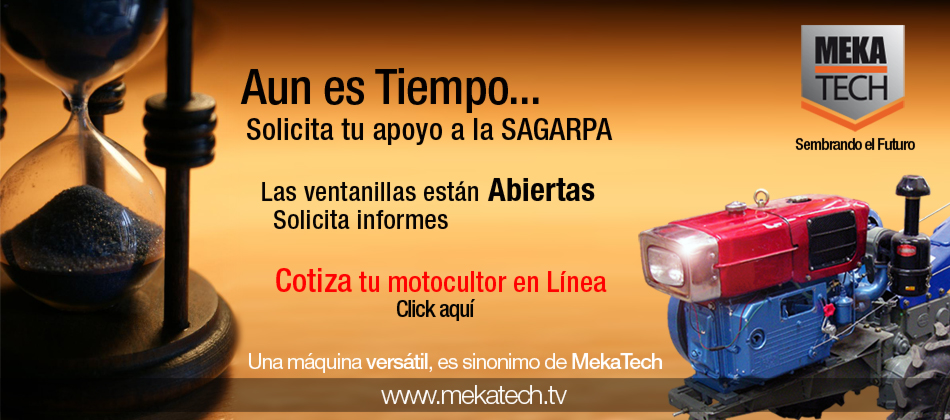 Aun es Tiempo...
Solicita tu apoyo a la SAGARPA
MEKA
TECH
Sembrando el Futuro
Las ventanillas están Abiertas
Solicita informes
Cotiza tu motocultor en Línea
Click aquí
Una máquina versátil, es sinonimo de MekaTech
www.mekatech.tv